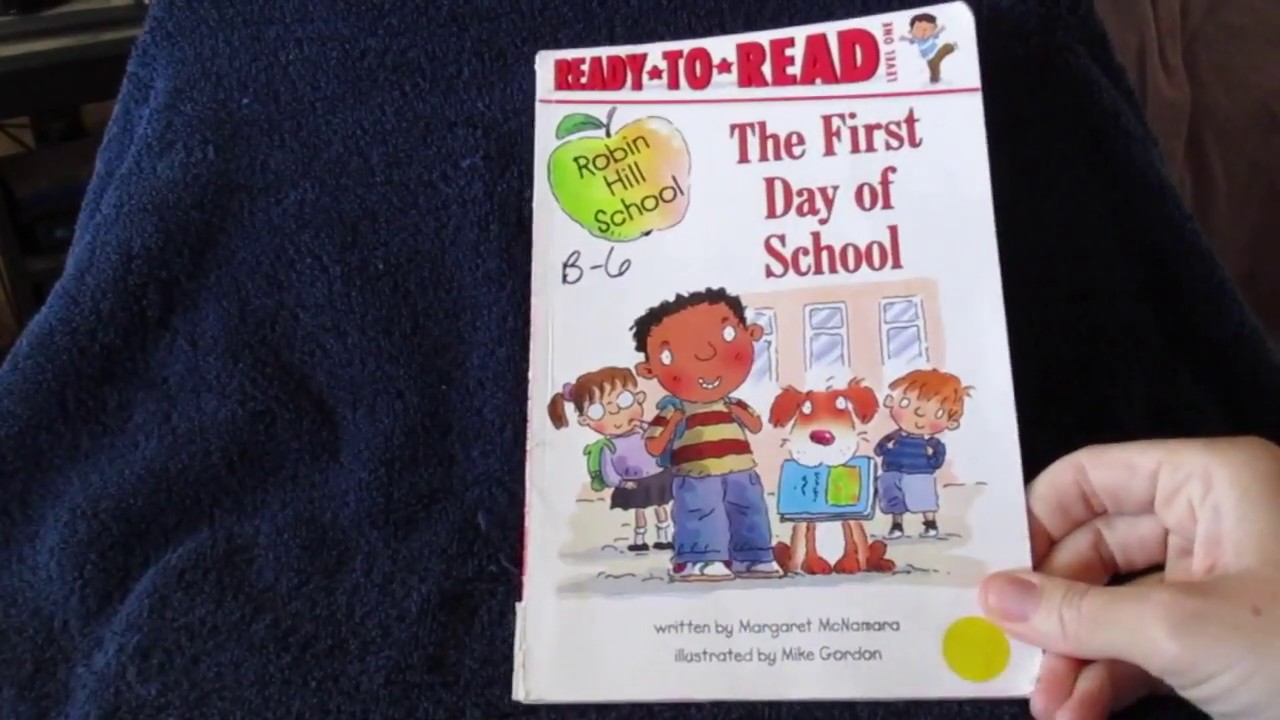 READY★TO★READ
LEVEL ONE
Robin
Hill
School
The First
Day of
School
B-6
written by Margaret McNamara
illustrated by Mike Gordon